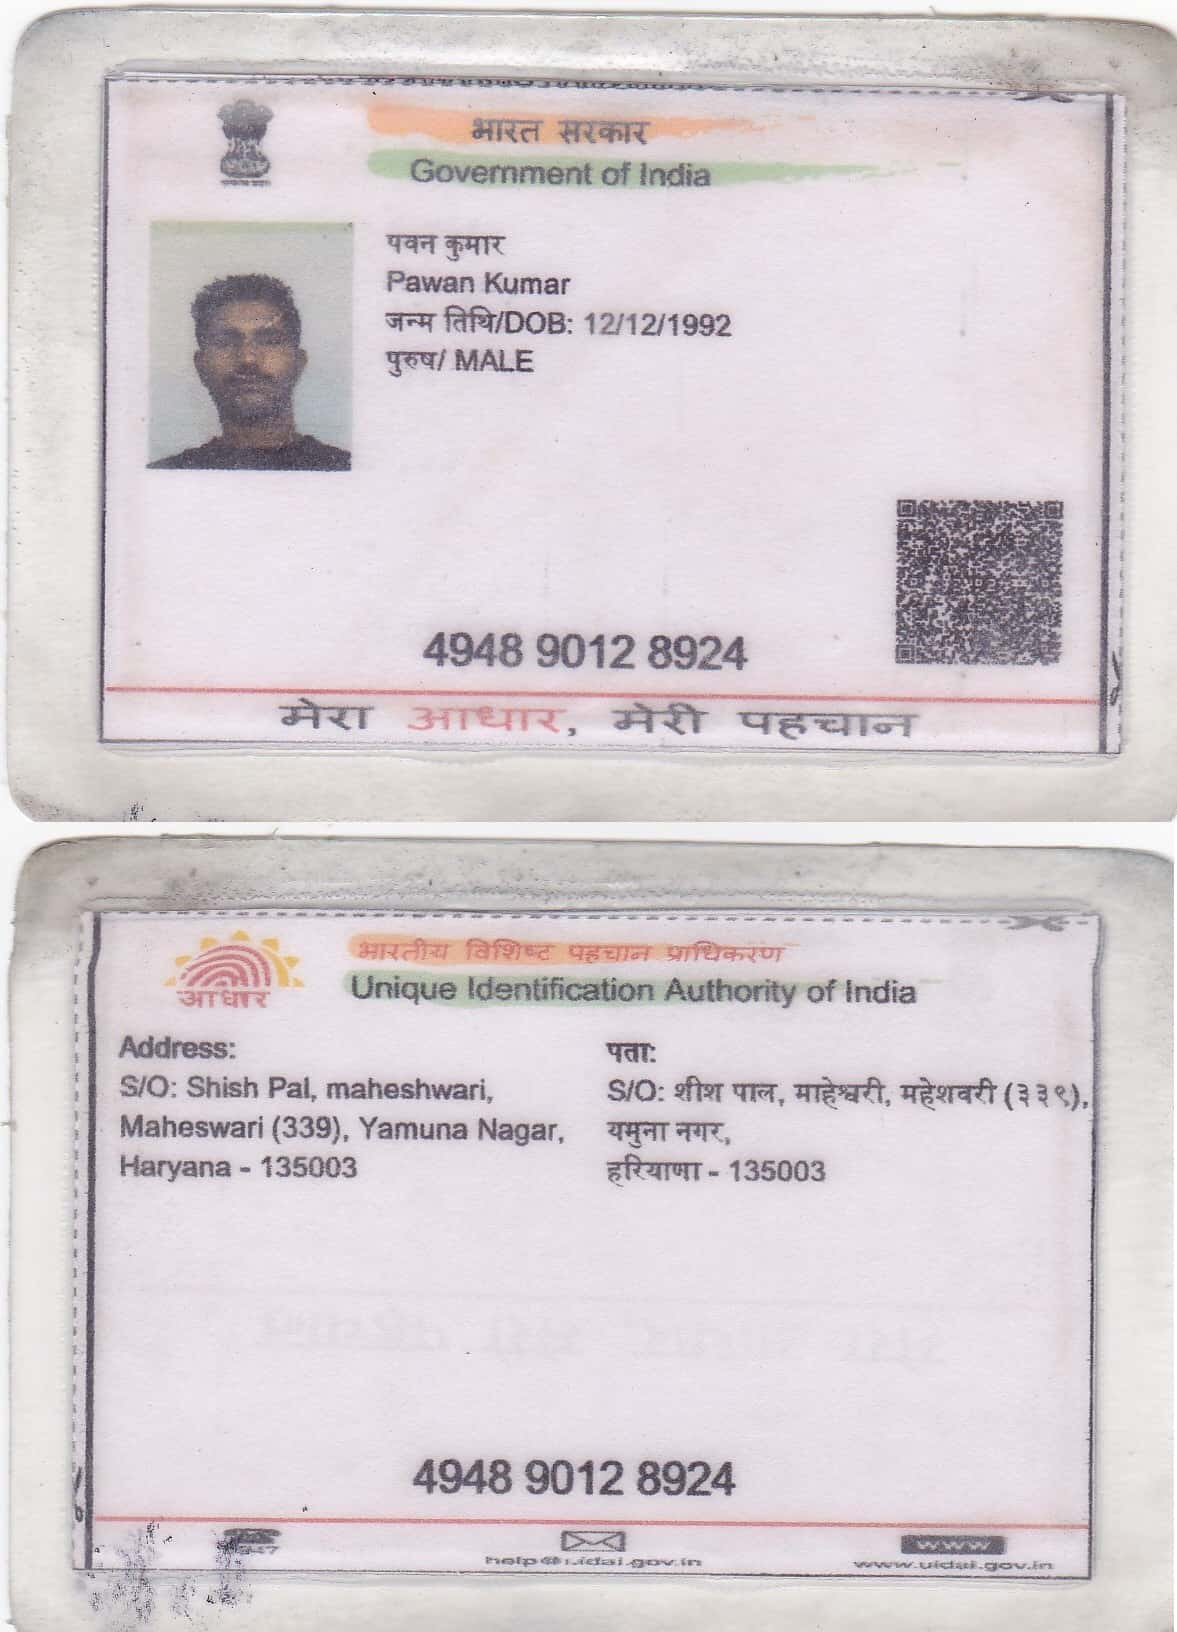 भारत सरकार
Government of India
पवन कुमार
Pawan Kumar
जन्म तिथि/DOB: 12/12/1992
पुरुष/ MALE
4948 9012 8924
मेरा आधार, मेरी पहचान
भारतीय विशिष्ट पहचान प्राधिकरण
आधार
Unique Identification Authority of India
Address:
S/O: Shish Pal, maheshwari,
Maheswari (339), Yamuna Nagar,
Haryana - 135003
पता:
S/O: शीश पाल, माहेश्वरी, महेशवरी (३३९),
यमुना नगर,
हरियाणा - 135003
4948 9012 8924
www
help@uidai.gov.in
www.uidai.gov.in